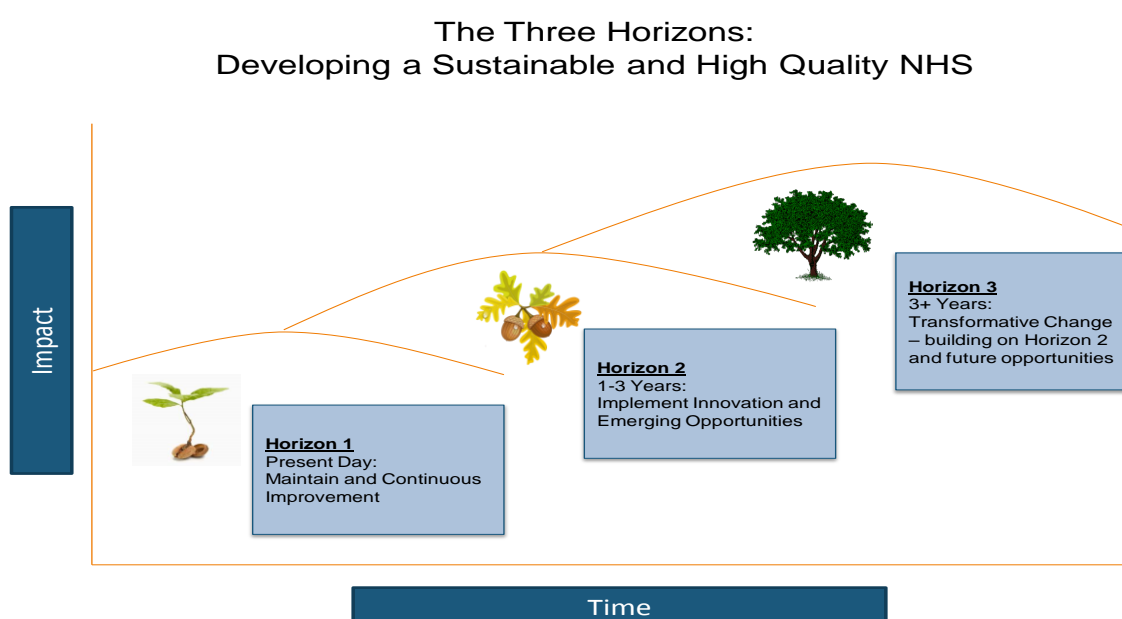 The Three Horizons:
Developing a Sustainable and High Quality NHS
Impact
Horizon 1
Present Day:
Maintain and Continuous
Improvement
Horizon 2
1-3 Years:
Implement Innovation and
Emerging Opportunities
Horizon 3
3+ Years:
Transformative Change
– building on Horizon 2
and future opportunities
Time